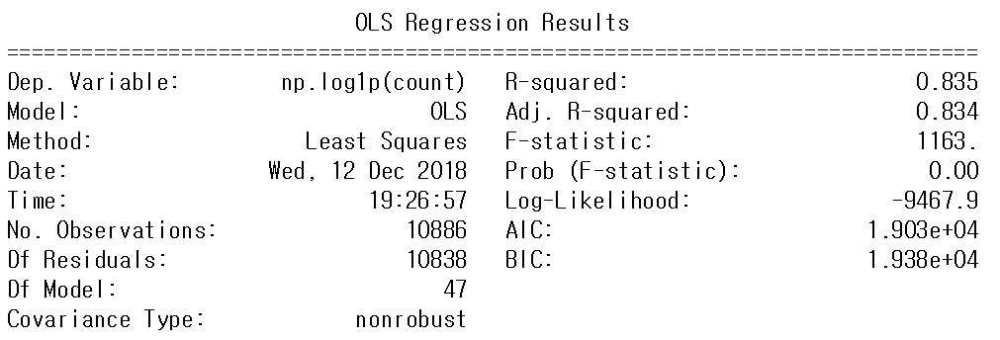 OLS Regression Results
==============================================================================
Dep. Variable: np.log1p(count) R-squared: 0.835
Model: OLS Adj. R-squared: 0.834
Method: Least Squares F-statistic: 1163.
Date: Wed, 12 Dec 2018 Prob (F-statistic): 0.00
Time: 19:26:57 Log-Likelihood: -9467.9
No. Observations: 10886 AIC: 1.903e+04
Df Residuals: 10838 BIC: 1.938e+04
Df Model: 47
Covariance Type: nonrobust